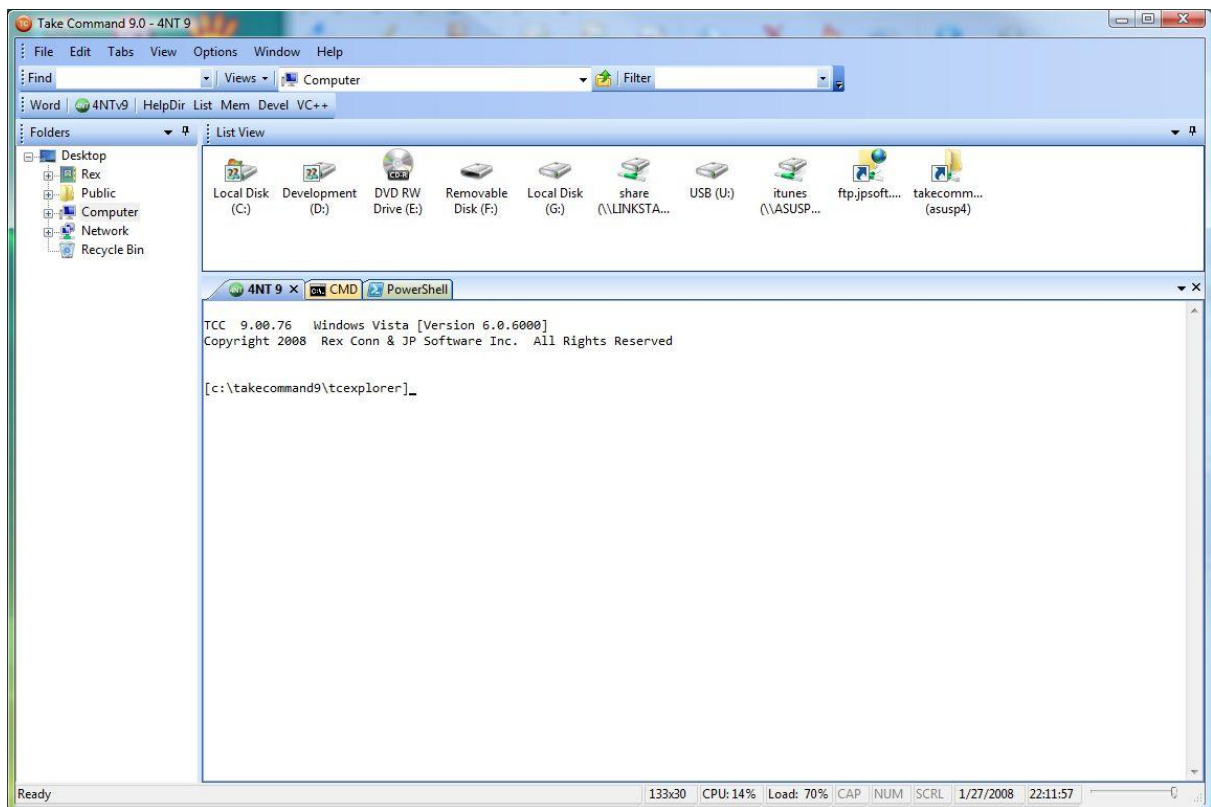 Take Command 9.0 - 4NT 9
File Edit Tabs View Options Window Help
Find Views Computer Filter
Word 4NTv9 HelpDir List Mem Devel VC++
Folders
Desktop
Rex
Public
Computer
Network
Recycle Bin
List View
Local Disk (C:)
Development (D:)
DVD RW Drive (E:)
Removable Disk (F:)
Local Disk (G:)
share (\\LINKSTA...
USB (U:)
itunes (\\ASUSP...
ftp.jpsoft....
takecomm... (asusp4)
4NT 9 CMD PowerShell
TCC 9.00.76 Windows Vista [Version 6.0.6000]
Copyright 2008 Rex Conn & JP Software Inc. All Rights Reserved
[c:\takecommand9\tcexplorer]_
Ready 133x30 CPU: 14% Load: 70% CAP NUM SCRL 1/27/2008 22:11:57